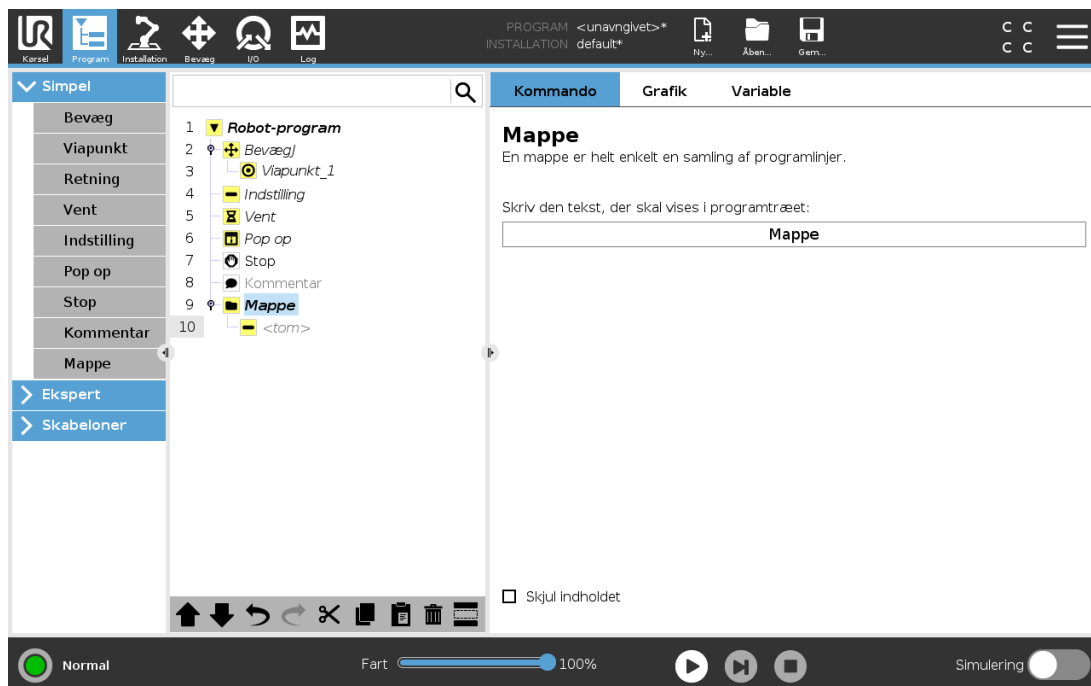 UR
PROGRAM <unavngivet>*
INSTALLATION default*
Kørsel Program Installation Bevæg I/O Log Ny... Åben... Gem...
C C
C C
Simpel
Bevæg
Viapunkt
Retning
Vent
Indstilling
Pop op
Stop
Kommentar
Mappe
Ekspert
Skabeloner
1 Robot-program
2 BevægJ
3 Viapunkt_1
4 Indstilling
5 Vent
6 Pop op
7 Stop
8 Kommentar
9 Mappe
10 <tom>
Kommando Grafik Variable
Mappe
En mappe er helt enkelt en samling af programlinjer.
Skriv den tekst, der skal vises i programtræet:
Mappe
Skjul indholdet
Normal Fart 100% Simulering